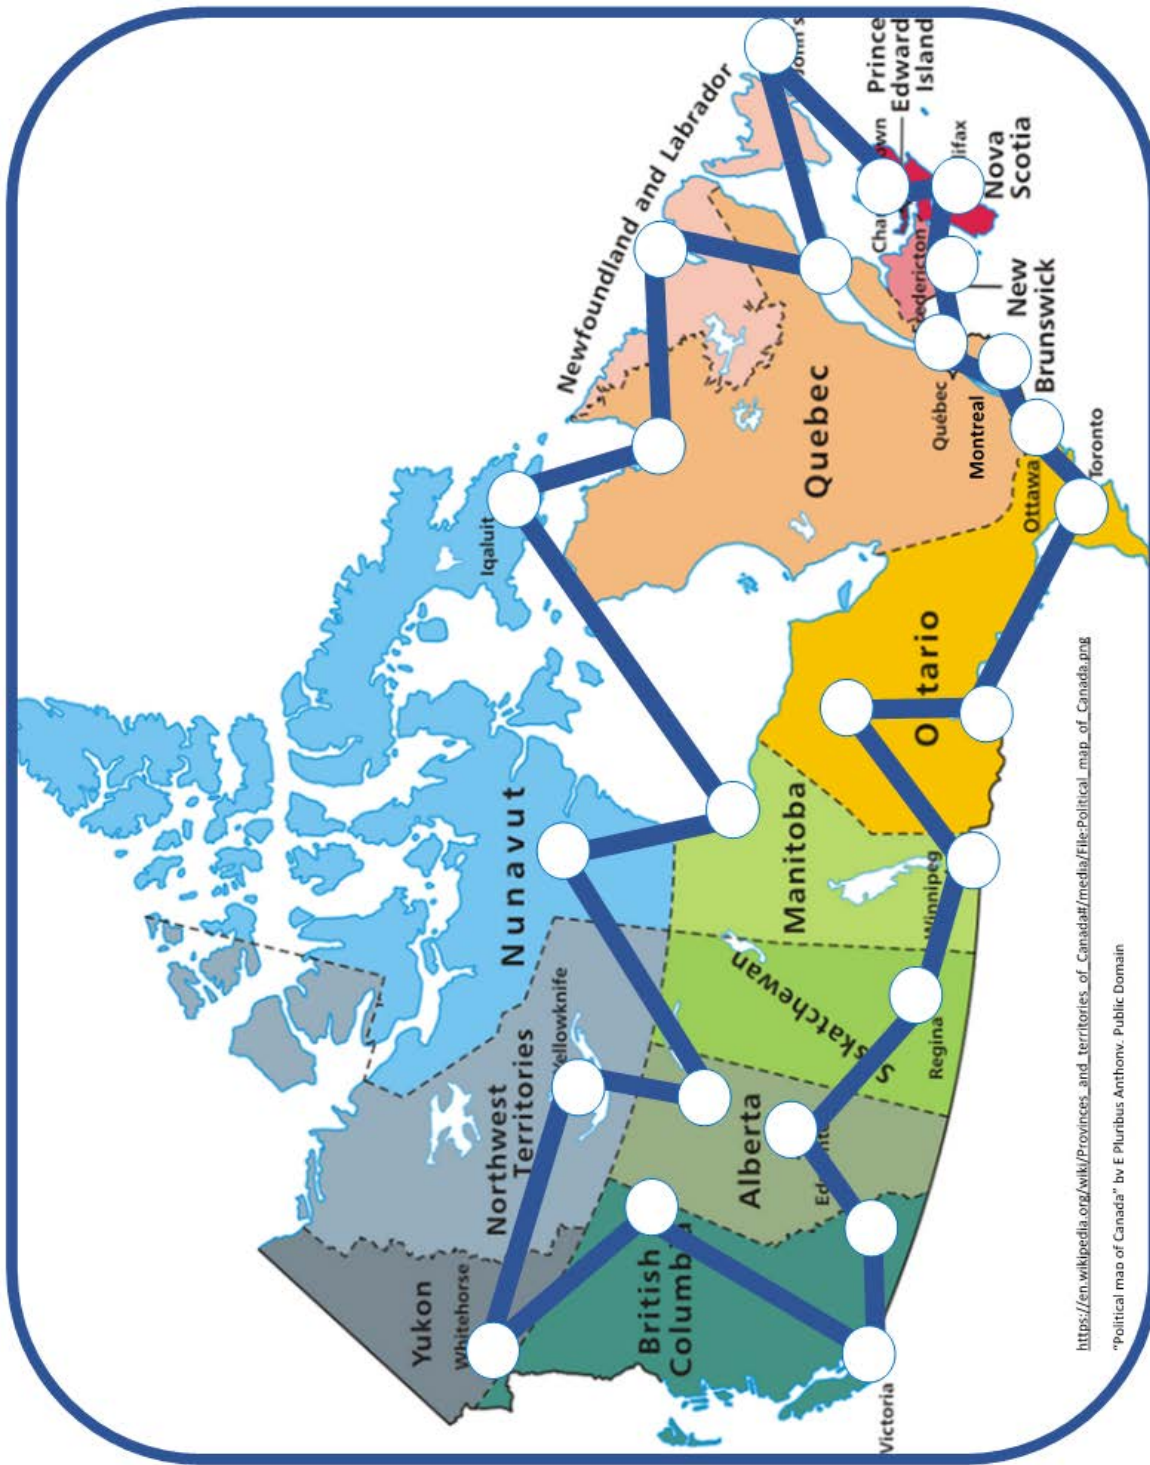 Yukon
Whitehorse
Northwest
Territories
Nunavut
Iqaluit
Yellowknife
Newfoundland and Labrador
British
Columbia
Alberta
Saskatchewan
Manitoba
Quebec
Ontario
Victoria
Regina
Winnipeg
Québec
Montreal
Ottawa
Toronto
Fredericton
New
Brunswick
Nova
Scotia
Prince
Edward
Island
John's
https://en.wikipedia.org/wiki/Provinces_and_territories_of_Canada#/media/File:Political_map_of_Canada.png
"Political map of Canada" by E Pluribus Anthony. Public Domain